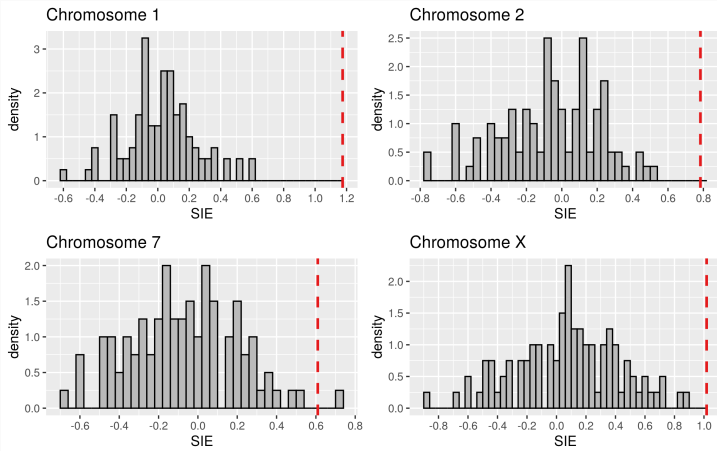 Chromosome 1
density
3
2
1
0
-0.6 -0.4 -0.2 0.0 0.2 0.4 0.6 0.8 1.0 1.2
SIE
Chromosome 2
density
2.5
2.0
1.5
1.0
0.5
0.0
-0.8 -0.6 -0.4 -0.2 0.0 0.2 0.4 0.6 0.8
SIE
Chromosome 7
density
2.0
1.5
1.0
0.5
0.0
-0.6 -0.4 -0.2 0.0 0.2 0.4 0.6 0.8
SIE
Chromosome X
density
2.0
1.5
1.0
0.5
0.0
-0.8 -0.6 -0.4 -0.2 0.0 0.2 0.4 0.6 0.8 1.0
SIE